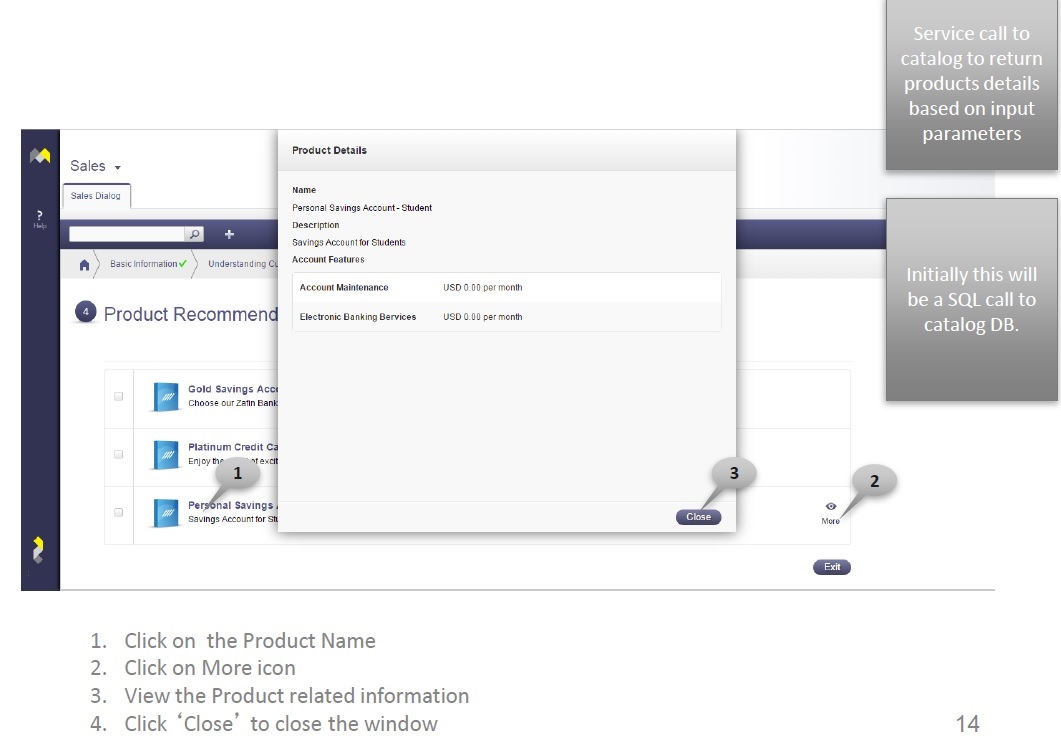 Service call to
catalog to return
products details
based on input
parameters
Initially this will
be a SQL call to
catalog DB.
Sales
Sales Dialog
? 
Help
Basic Information
Understanding Cu
4 Product Recommend
Gold Savings Acc
Choose our Zafin Bank
Platinum Credit Ca
Enjoy the of excit
Personal Savings
Savings Account for Stu
Product Details
Name
Personal Savings Account - Student
Description
Savings Account for Students
Account Features
Account Maintenance USD 0.00 per month
Electronic Banking Bervices USD 0.00 per month
Close
More
Exit
1
3
2
1. Click on the Product Name
2. Click on More icon
3. View the Product related information
4. Click ‘Close’ to close the window
14